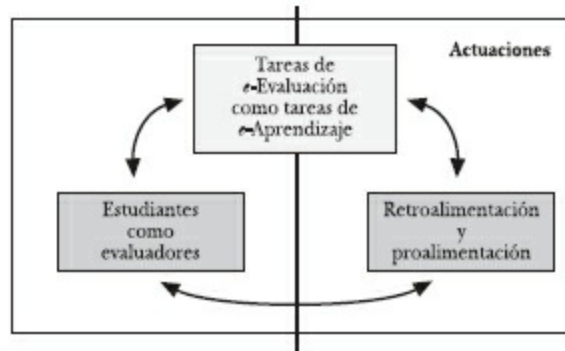 Actuaciones
Tareas de
e-Evaluación
como tareas de
e-Aprendizaje
Estudiantes
como
evaluadores
Retroalimentación
y
proalimentación